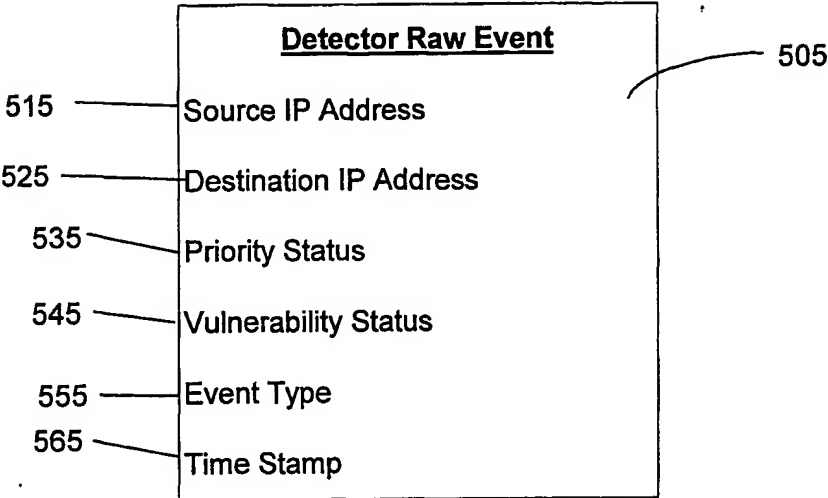 Detector Raw Event
505
515 Source IP Address
525 Destination IP Address
535 Priority Status
545 Vulnerability Status
555 Event Type
565 Time Stamp